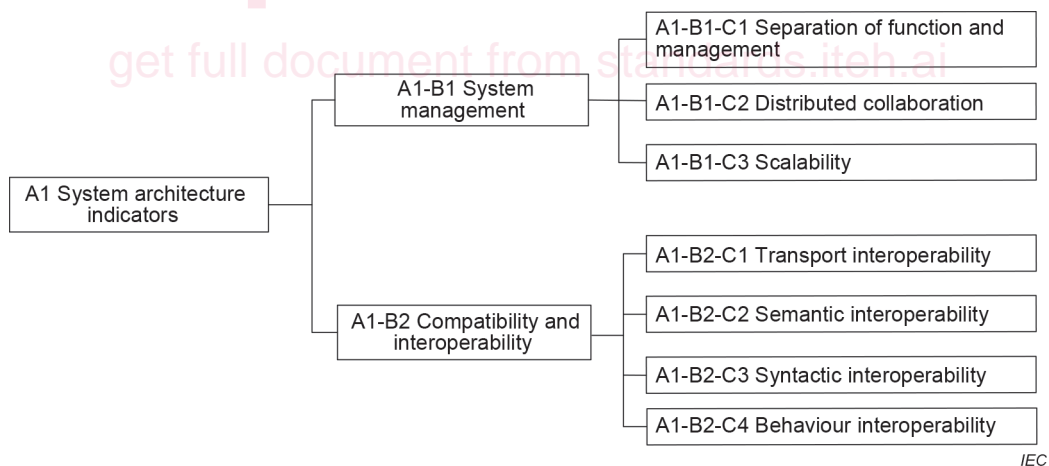 get full document from standards.iteh.ai
A1 System architecture
indicators
A1-B1 System
management
A1-B1-C1 Separation of function and
management
A1-B1-C2 Distributed collaboration
A1-B1-C3 Scalability
A1-B2 Compatibility and
interoperability
A1-B2-C1 Transport interoperability
A1-B2-C2 Semantic interoperability
A1-B2-C3 Syntactic interoperability
A1-B2-C4 Behaviour interoperability
IEC